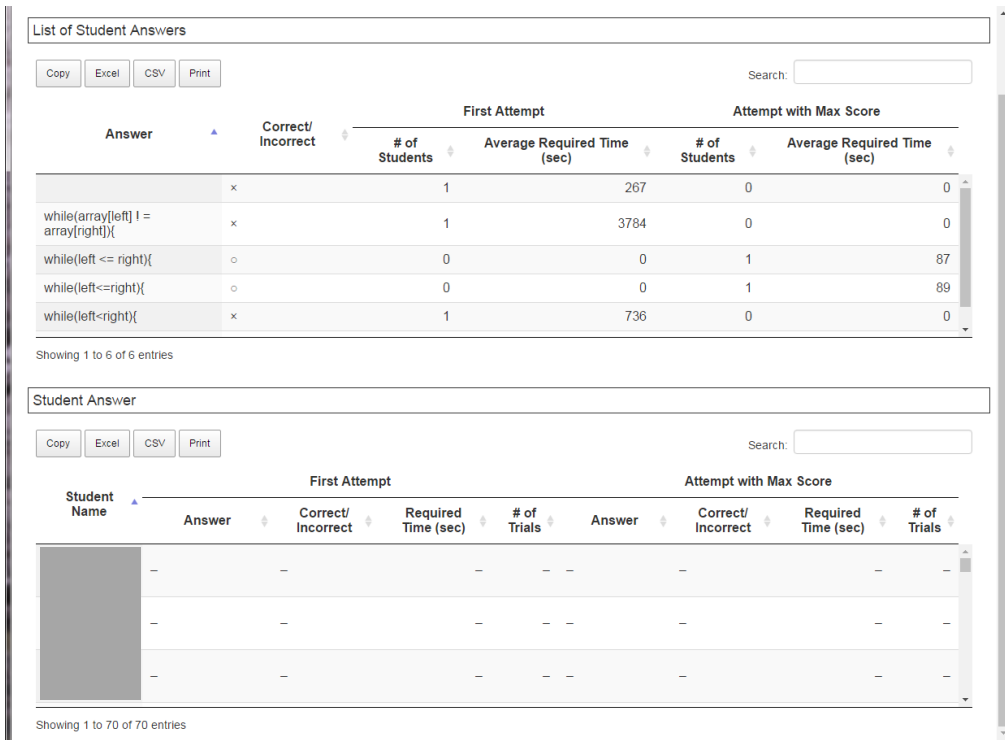 List of Student Answers
Copy Excel CSV Print Search:
First Attempt Attempt with Max Score
Answer Correct/ Incorrect # of Students Average Required Time (sec) # of Students Average Required Time (sec)
× 1 267 0 0
while(array[left] ! = array[right]){ × 1 3784 0 0
while(left <= right){ ○ 0 0 1 87
while(left<=right){ ○ 0 0 1 89
while(left<right){ × 1 736 0 0
Showing 1 to 6 of 6 entries
Student Answer
Copy Excel CSV Print Search:
First Attempt Attempt with Max Score
Student Name Answer Correct/ Incorrect Required Time (sec) # of Trials Answer Correct/ Incorrect Required Time (sec) # of Trials
– – – – – – – –
– – – – – – – –
– – – – – – – –
Showing 1 to 70 of 70 entries